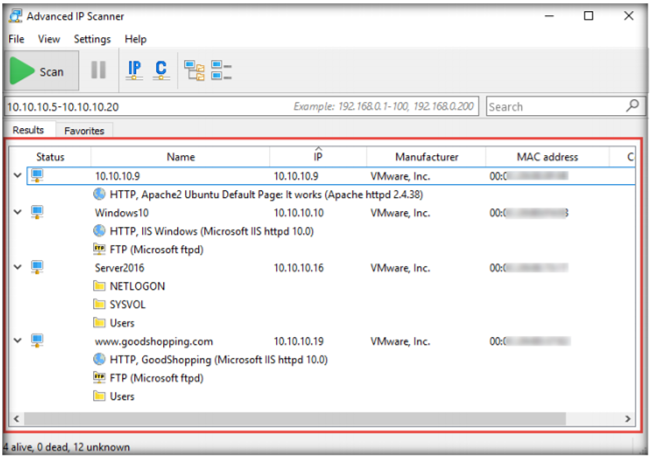 Advanced IP Scanner
File View Settings Help
Scan IP C
10.10.10.5-10.10.10.20 Example: 192.168.0.1-100, 192.168.0.200 Search
Results Favorites
Status Name IP Manufacturer MAC address C
10.10.10.9 10.10.10.9 VMware, Inc. 00:
HTTP, Apache2 Ubuntu Default Page: It works (Apache httpd 2.4.38)
Windows10 10.10.10.10 VMware, Inc. 00:
HTTP, IIS Windows (Microsoft IIS httpd 10.0)
FTP FTP (Microsoft ftpd)
Server2016 10.10.10.16 VMware, Inc. 00:
NETLOGON
SYSVOL
Users
www.goodshopping.com 10.10.10.19 VMware, Inc. 00:
HTTP, GoodShopping (Microsoft IIS httpd 10.0)
FTP FTP (Microsoft ftpd)
Users
4 alive, 0 dead, 12 unknown